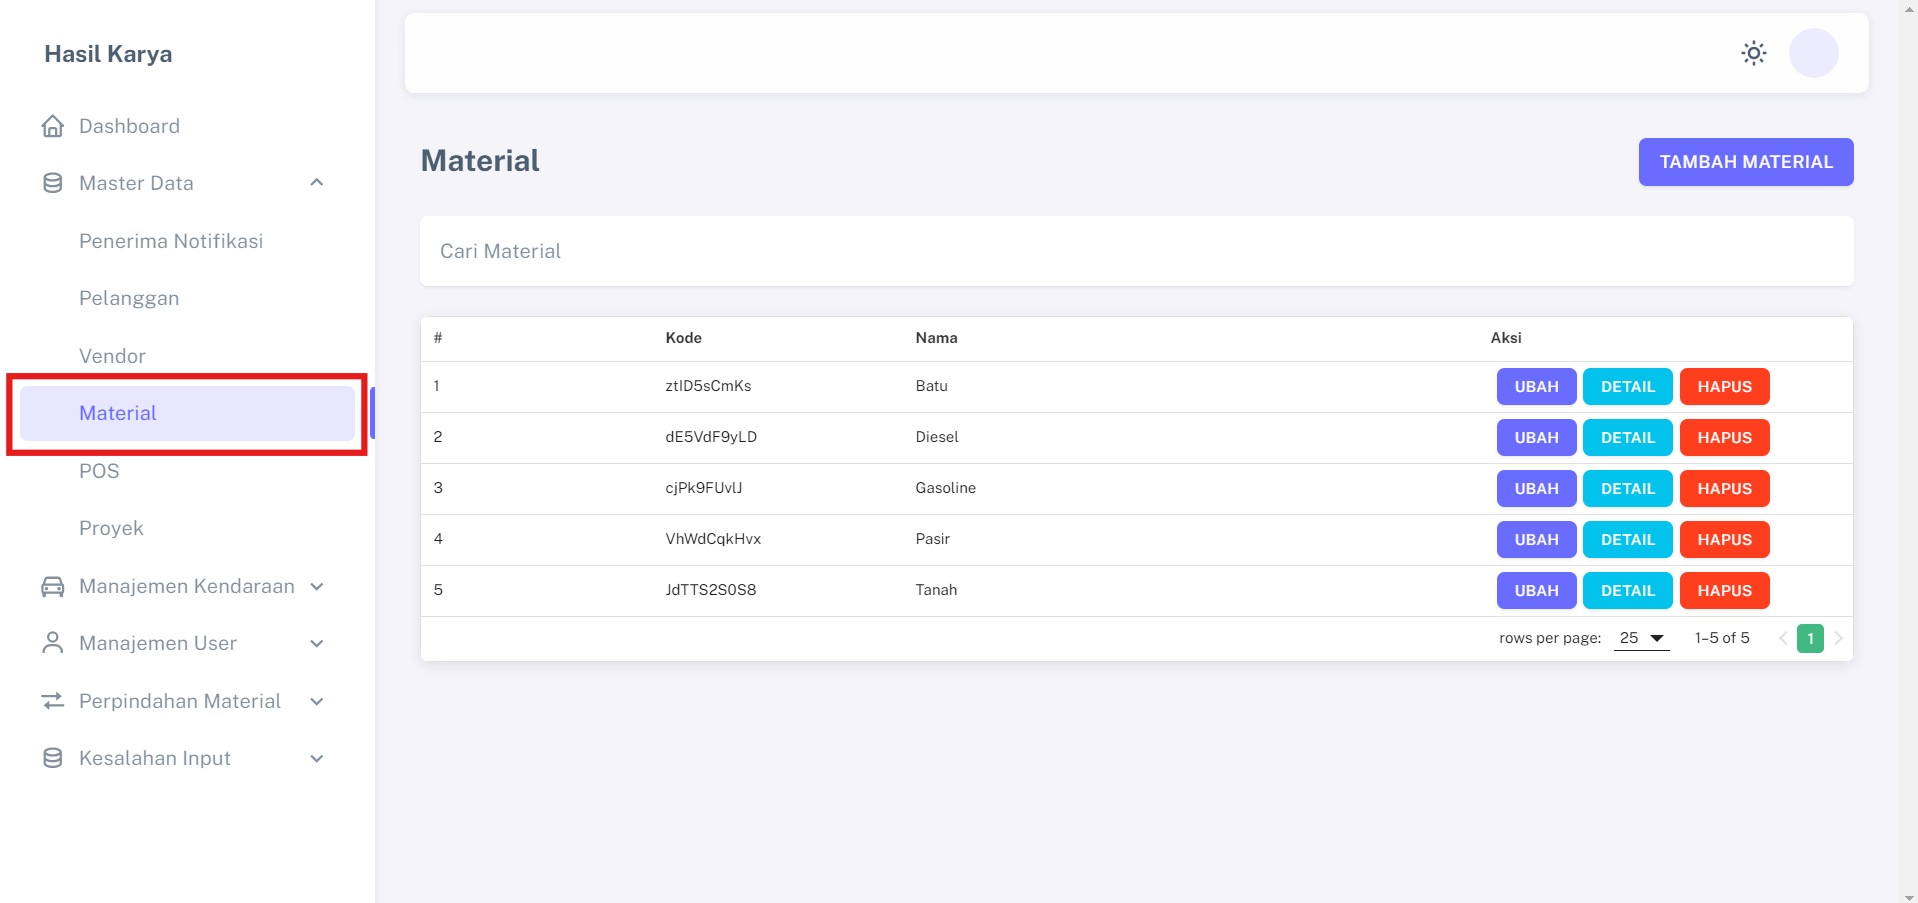 Hasil Karya
Dashboard
Master Data
Penerima Notifikasi
Pelanggan
Vendor
Material
POS
Proyek
Manajemen Kendaraan
Manajemen User
Perpindahan Material
Kesalahan Input
Material
TAMBAH MATERIAL
Cari Material
# Kode Nama Aksi
1 ztID5sCmKs Batu UBAH DETAIL HAPUS
2 dE5VdF9yLD Diesel UBAH DETAIL HAPUS
3 cjPk9FUvlJ Gasoline UBAH DETAIL HAPUS
4 VhWdCqkHvx Pasir UBAH DETAIL HAPUS
5 JdTTS2S0S8 Tanah UBAH DETAIL HAPUS
rows per page: 25 1-5 of 5 1